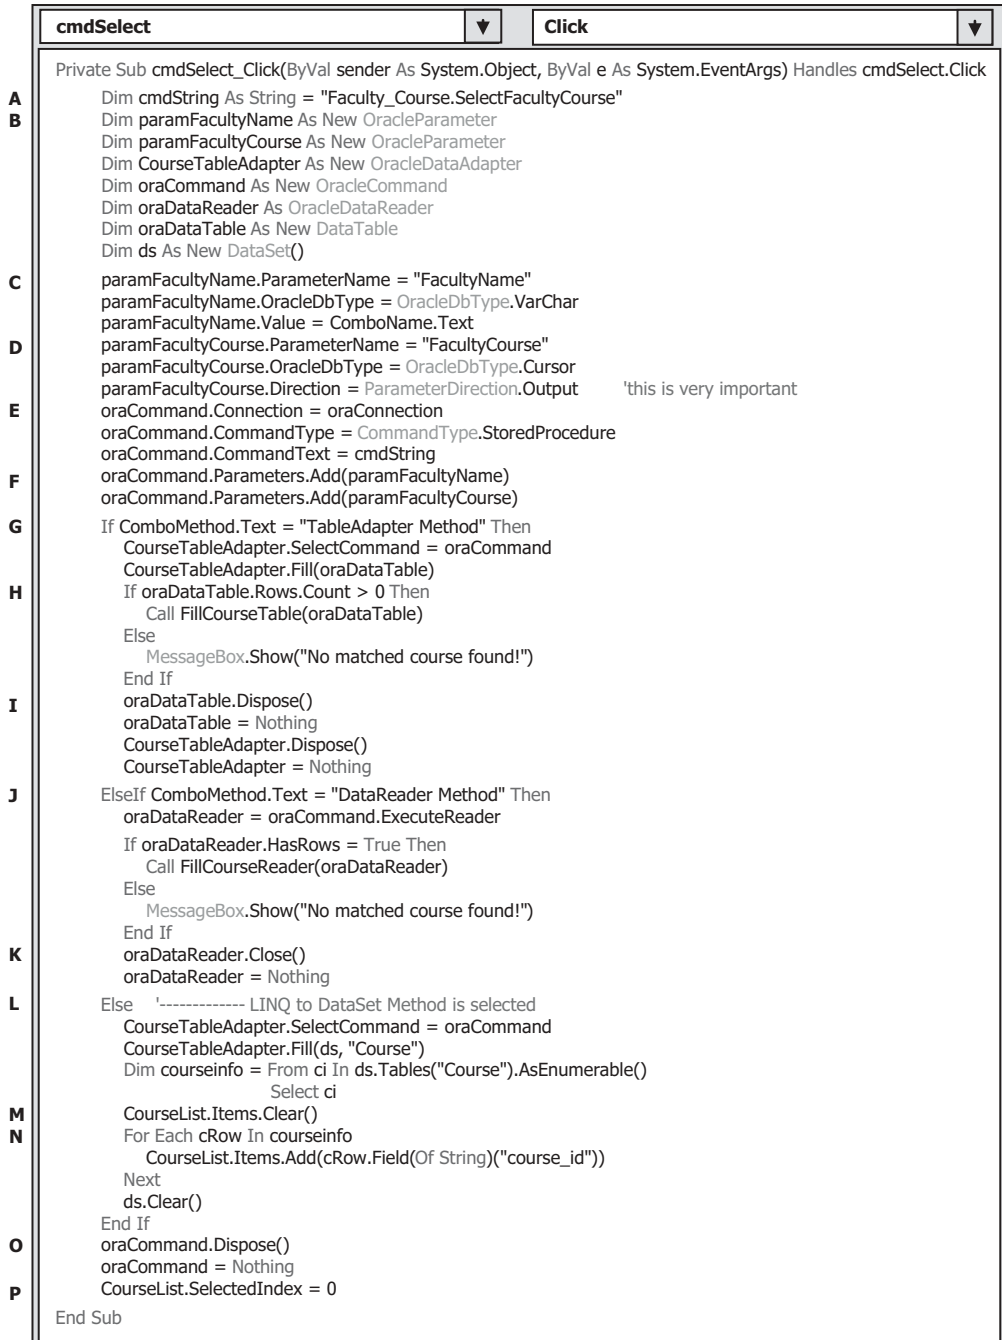 cmdSelect Click
Private Sub cmdSelect_Click(ByVal sender As System.Object, ByVal e As System.EventArgs) Handles cmdSelect.Click
A Dim cmdString As String = "Faculty_Course.SelectFacultyCourse"
B Dim paramFacultyName As New OracleParameter
Dim paramFacultyCourse As New OracleParameter
Dim CourseTableAdapter As New OracleDataAdapter
Dim oraCommand As New OracleCommand
Dim oraDataReader As OracleDataReader
Dim oraDataTable As New DataTable
Dim ds As New DataSet()
C paramFacultyName.ParameterName = "FacultyName"
paramFacultyName.OracleDbType = OracleDbType.VarChar
paramFacultyName.Value = ComboName.Text
D paramFacultyCourse.ParameterName = "FacultyCourse"
paramFacultyCourse.OracleDbType = OracleDbType.Cursor
paramFacultyCourse.Direction = ParameterDirection.Output 'this is very important
E oraCommand.Connection = oraConnection
oraCommand.CommandType = CommandType.StoredProcedure
oraCommand.CommandText = cmdString
F oraCommand.Parameters.Add(paramFacultyName)
oraCommand.Parameters.Add(paramFacultyCourse)
G If ComboMethod.Text = "TableAdapter Method" Then
CourseTableAdapter.SelectCommand = oraCommand
CourseTableAdapter.Fill(oraDataTable)
H If oraDataTable.Rows.Count > 0 Then
Call FillCourseTable(oraDataTable)
Else
MessageBox.Show("No matched course found!")
End If
I oraDataTable.Dispose()
oraDataTable = Nothing
CourseTableAdapter.Dispose()
CourseTableAdapter = Nothing
J ElseIf ComboMethod.Text = "DataReader Method" Then
oraDataReader = oraCommand.ExecuteReader
If oraDataReader.HasRows = True Then
Call FillCourseReader(oraDataReader)
Else
MessageBox.Show("No matched course found!")
End If
K oraDataReader.Close()
oraDataReader = Nothing
L Else '------------- LINQ to DataSet Method is selected
CourseTableAdapter.SelectCommand = oraCommand
CourseTableAdapter.Fill(ds, "Course")
Dim courseinfo = From ci In ds.Tables("Course").AsEnumerable()
Select ci
M CourseList.Items.Clear()
N For Each cRow In courseinfo
CourseList.Items.Add(cRow.Field(Of String)("course_id"))
Next
ds.Clear()
End If
O oraCommand.Dispose()
oraCommand = Nothing
P CourseList.SelectedIndex = 0
End Sub